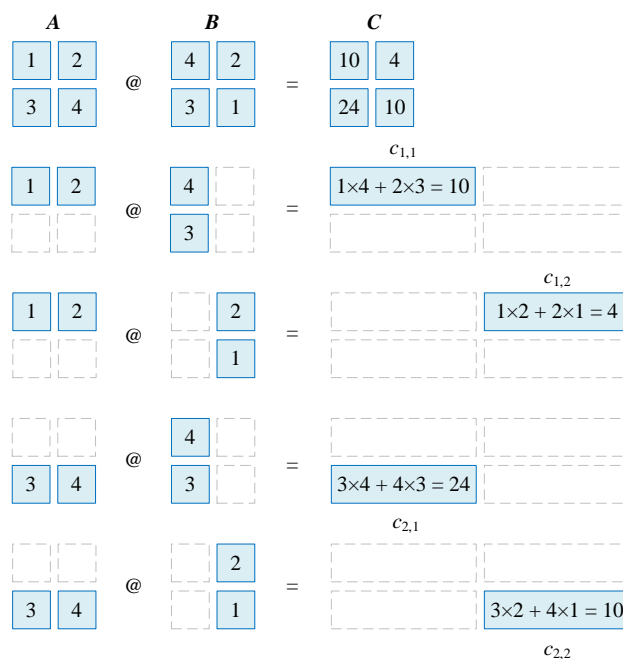 A B C
1 2 4 2 10 4
@ =
3 4 3 1 24 10
c1,1
1 2 4 1×4 + 2×3 = 10
@ =
3
c1,2
1 2 2 1×2 + 2×1 = 4
@ =
1
4
@ =
3 4 3 3×4 + 4×3 = 24
c2,1
2
@ =
3 4 1 3×2 + 4×1 = 10
c2,2